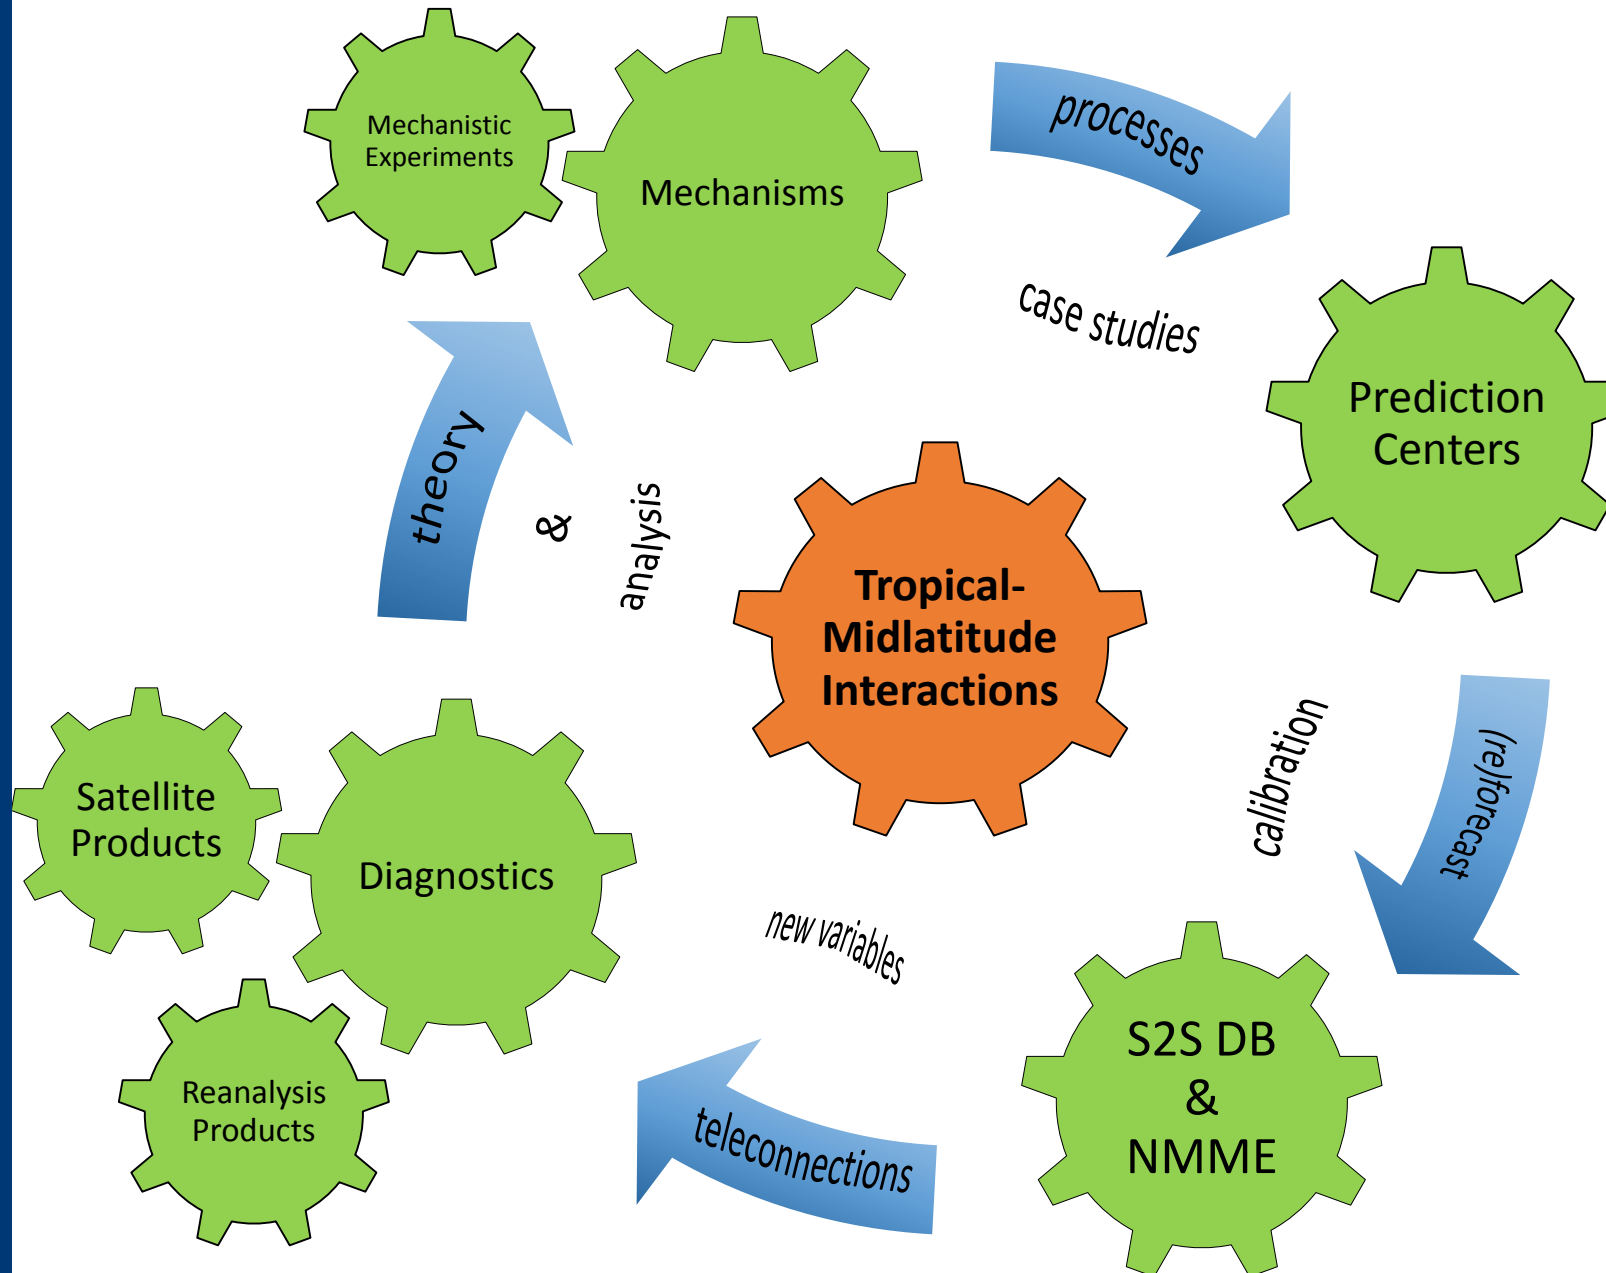 Mechanistic
Experiments
Mechanisms
processes
case studies
Prediction
Centers
theory
&
analysis
Tropical-
Midlatitude
Interactions
calibration
(re)forecast
Satellite
Products
Diagnostics
new variables
Reanalysis
Products
teleconnections
S2S DB
&
NMME